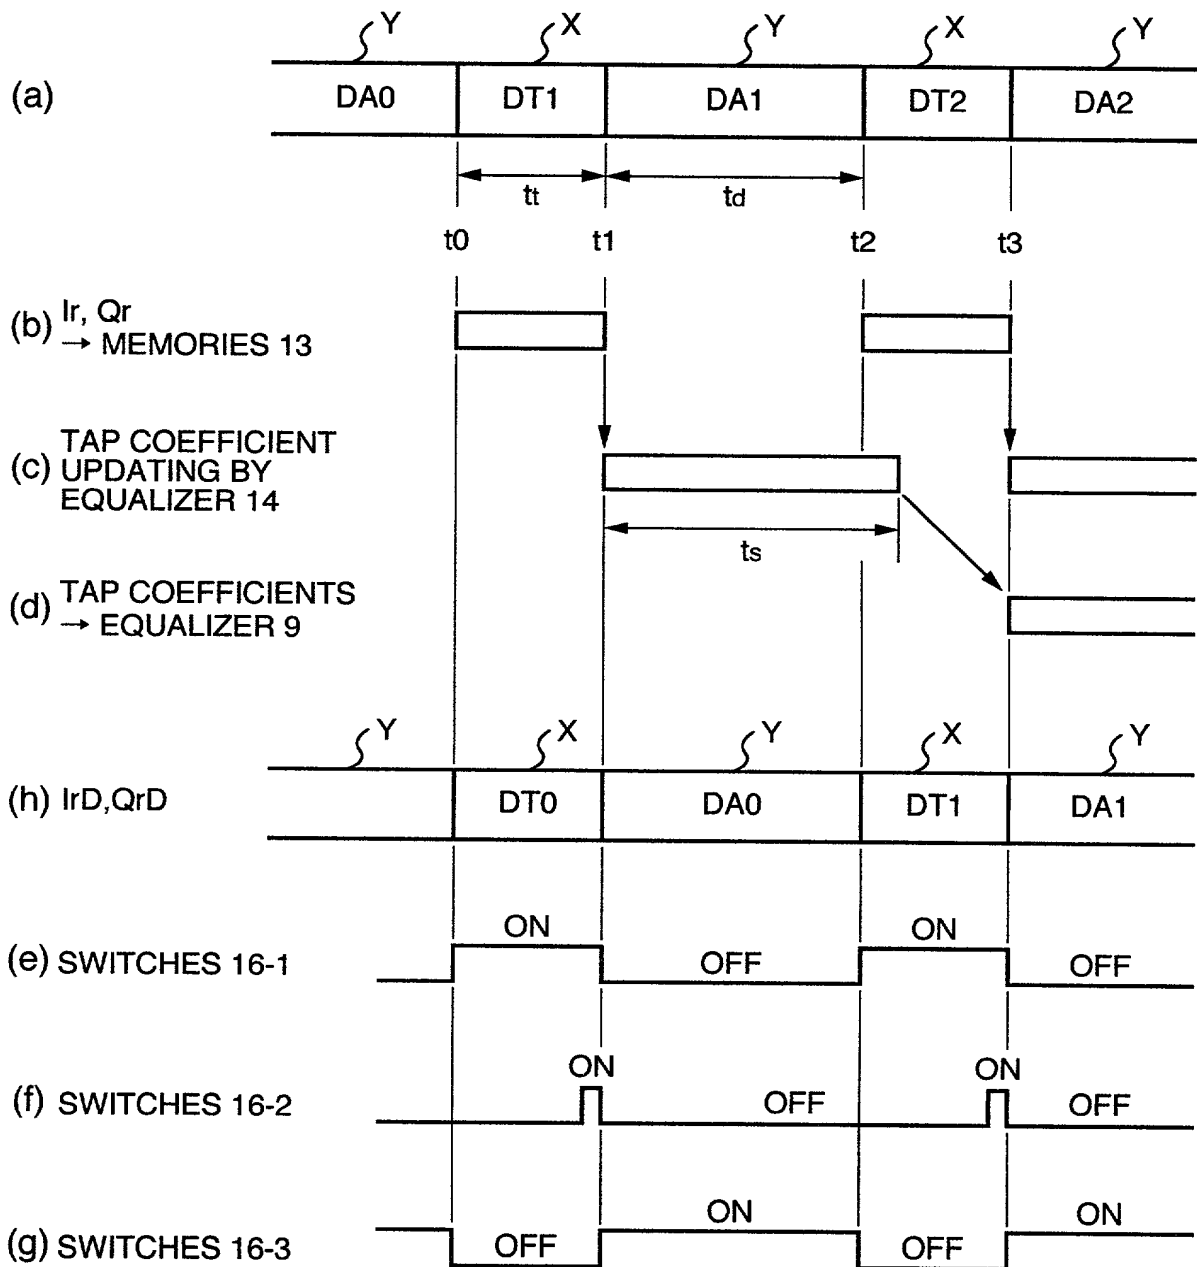 Y X Y X Y
(a) DA0 DT1 DA1 DT2 DA2
tt td
t0 t1 t2 t3
(b) Ir, Qr
→ MEMORIES 13
(c) TAP COEFFICIENT
UPDATING BY
EQUALIZER 14
ts
(d) TAP COEFFICIENTS
→ EQUALIZER 9
Y X Y X Y
(h) IrD,QrD DT0 DA0 DT1 DA1
ON ON
(e) SWITCHES 16-1 OFF OFF
ON ON
(f) SWITCHES 16-2 OFF OFF
ON ON
(g) SWITCHES 16-3 OFF OFF